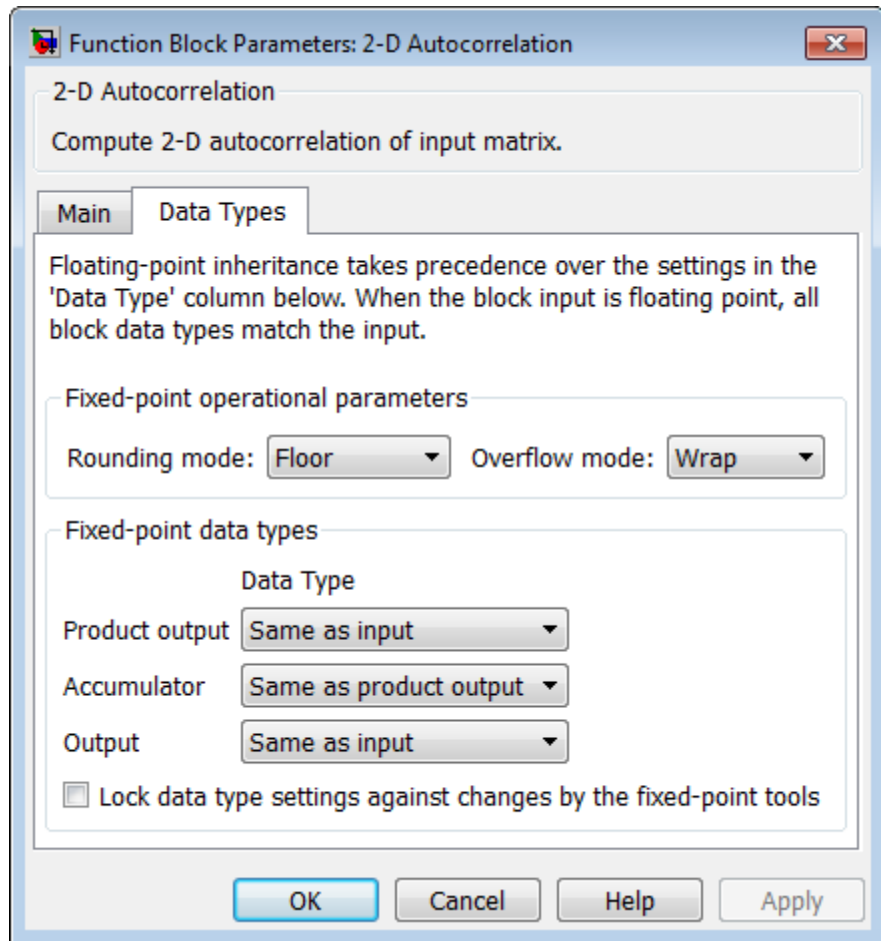 Function Block Parameters: 2-D Autocorrelation
2-D Autocorrelation
Compute 2-D autocorrelation of input matrix.
Main Data Types
Floating-point inheritance takes precedence over the settings in the
'Data Type' column below. When the block input is floating point, all
block data types match the input.
Fixed-point operational parameters
Rounding mode: Floor Overflow mode: Wrap
Fixed-point data types
Data Type
Product output Same as input
Accumulator Same as product output
Output Same as input
Lock data type settings against changes by the fixed-point tools
OK Cancel Help Apply